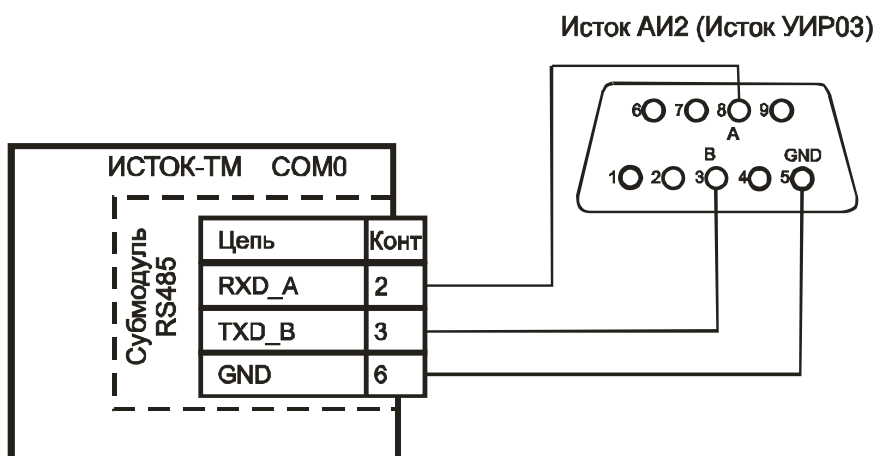 Исток АИ2 (Исток УИР03)
6 7 8 9
A
B GND
1 2 3 4 5
ИСТОК-ТМ COM0
Субмодуль
RS485
Цепь Конт
RXD_A 2
TXD_B 3
GND 6